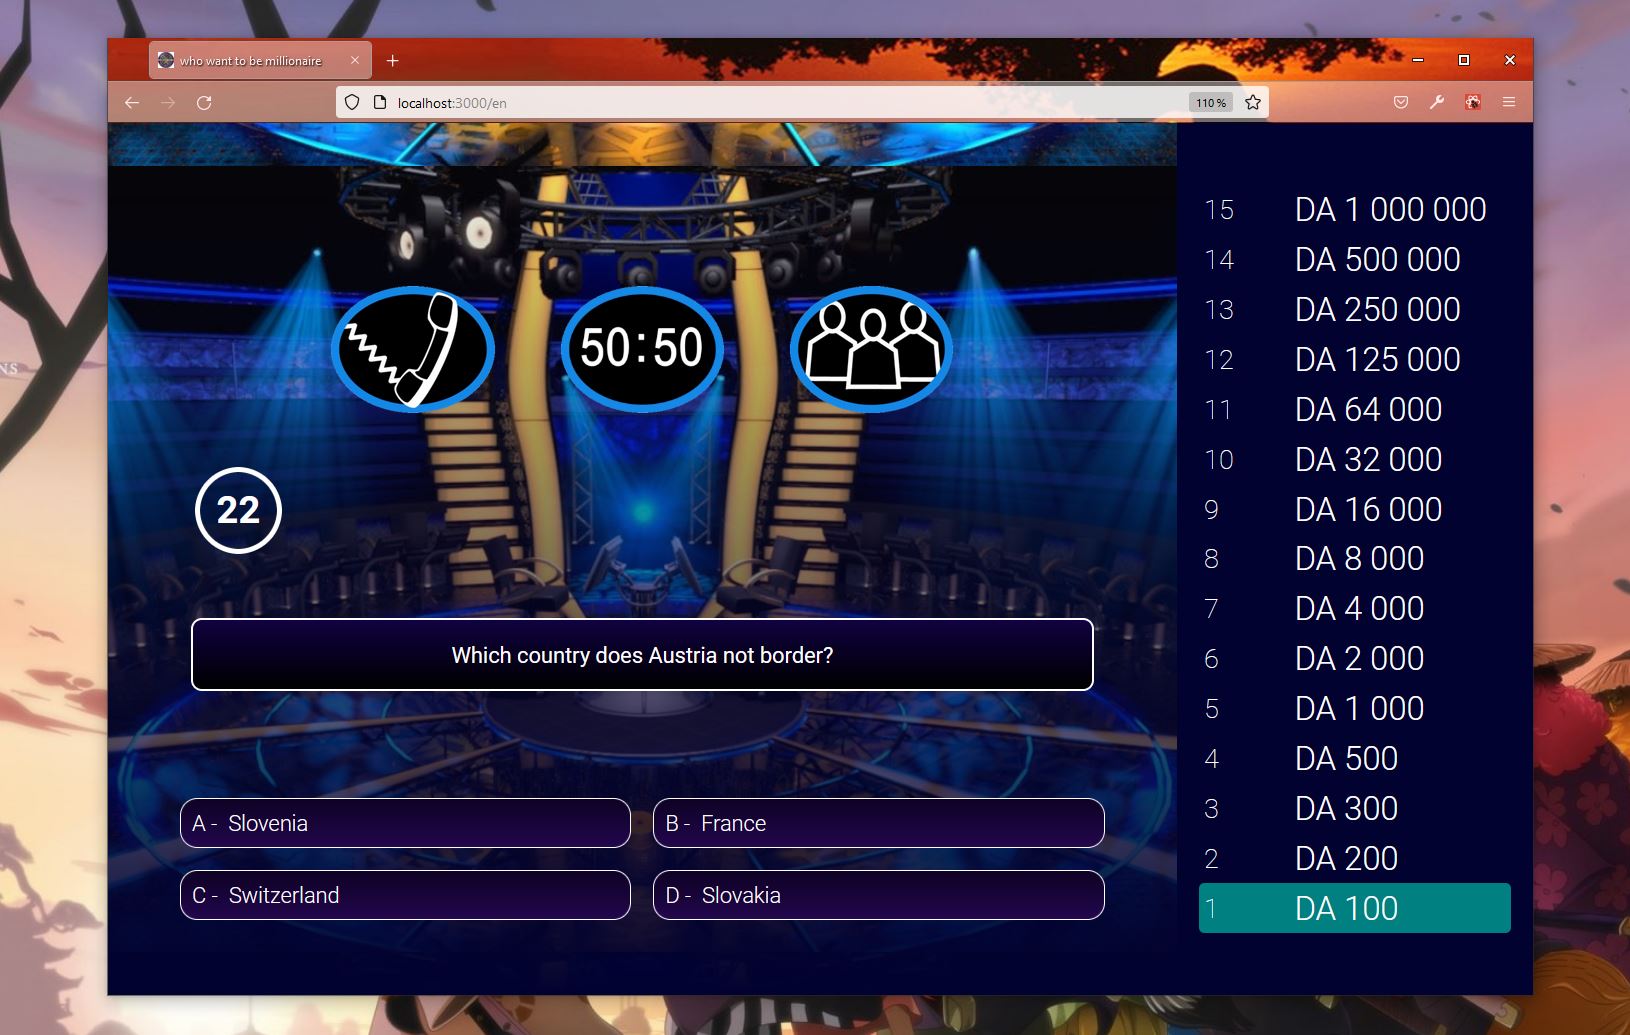 who want to be millionaire
localhost:3000/en
110 %
NS
50:50
22
Which country does Austria not border?
A - Slovenia
B - France
C - Switzerland
D - Slovakia
15 DA 1 000 000
14 DA 500 000
13 DA 250 000
12 DA 125 000
11 DA 64 000
10 DA 32 000
9 DA 16 000
8 DA 8 000
7 DA 4 000
6 DA 2 000
5 DA 1 000
4 DA 500
3 DA 300
2 DA 200
1 DA 100